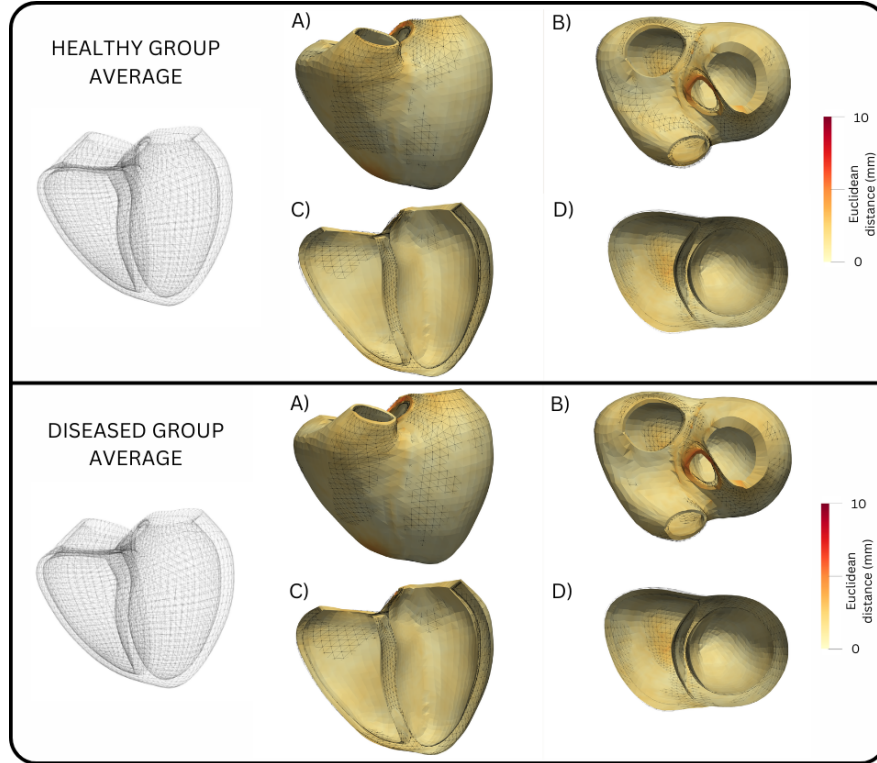 HEALTHY GROUP
AVERAGE
A)
B)
C)
D)
10
Euclidean
distance (mm)
0
DISEASED GROUP
AVERAGE
A)
B)
C)
D)
10
Euclidean
distance (mm)
0